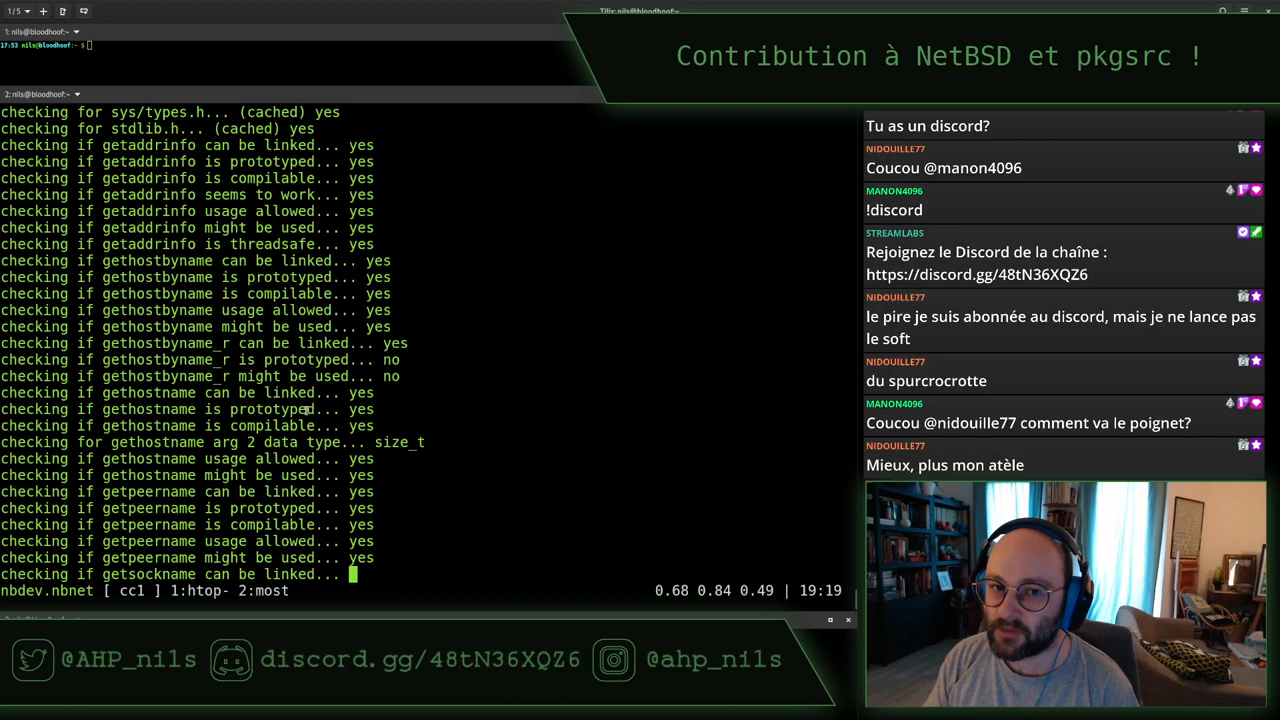 1/5
Tilix: nils@bloodhoof:~
1: nils@bloodhoof:~
17:53 nils@bloodhoof:~ $
Contribution à NetBSD et pkgsrc !
2: nils@bloodhoof:~
checking for sys/types.h... (cached) yes
checking for stdlib.h... (cached) yes
checking if getaddrinfo can be linked... yes
checking if getaddrinfo is prototyped... yes
checking if getaddrinfo is compilable... yes
checking if getaddrinfo seems to work... yes
checking if getaddrinfo usage allowed... yes
checking if getaddrinfo might be used... yes
checking if getaddrinfo is threadsafe... yes
checking if gethostbyname can be linked... yes
checking if gethostbyname is prototyped... yes
checking if gethostbyname is compilable... yes
checking if gethostbyname usage allowed... yes
checking if gethostbyname might be used... yes
checking if gethostbyname_r can be linked... yes
checking if gethostbyname_r is prototyped... no
checking if gethostbyname_r might be used... no
checking if gethostname can be linked... yes
checking if gethostname is prototyped... yes
checking if gethostname is compilable... yes
checking for gethostname arg 2 data type... size_t
checking if gethostname usage allowed... yes
checking if gethostname might be used... yes
checking if getpeername can be linked... yes
checking if getpeername is prototyped... yes
checking if getpeername is compilable... yes
checking if getpeername usage allowed... yes
checking if getpeername might be used... yes
checking if getsockname can be linked...
nbdev.nbnet [ cc1 ] 1:htop- 2:most
0.68 0.84 0.49 | 19:19
Tu as un discord?
NIDOUILLE77
Coucou @manon4096
MANON4096
!discord
STREAMLABS
Rejoignez le Discord de la chaîne :
https://discord.gg/48tN36XQZ6
NIDOUILLE77
le pire je suis abonnée au discord, mais je ne lance pas
le soft
NIDOUILLE77
du spurcrocrotte
MANON4096
Coucou @nidouille77 comment va le poignet?
NIDOUILLE77
Mieux, plus mon atèle
@AHP_nils
discord.gg/48tN36XQZ6
@ahp_nils